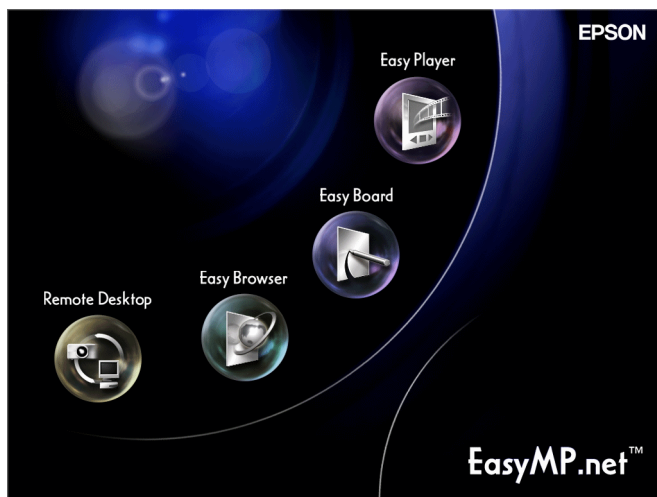 EPSON
Easy Player
Easy Board
Easy Browser
Remote Desktop
EasyMP.net™